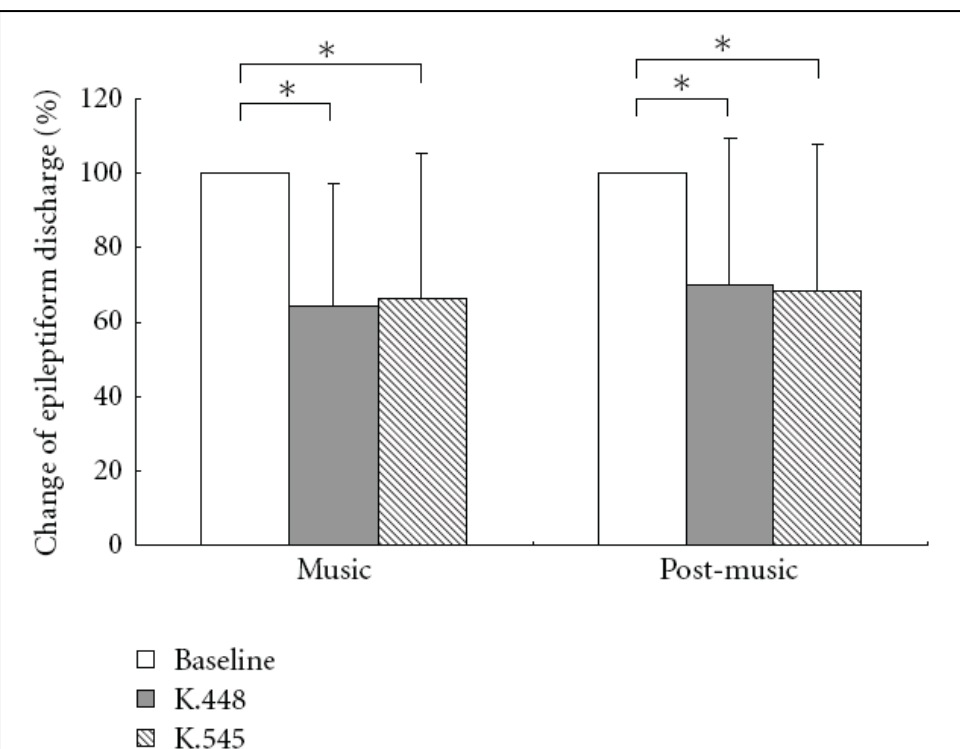 *
*
*
*
Change of epileptiform discharge (%)
120
100
80
60
40
20
0
Music
Post-music
Baseline
K.448
K.545